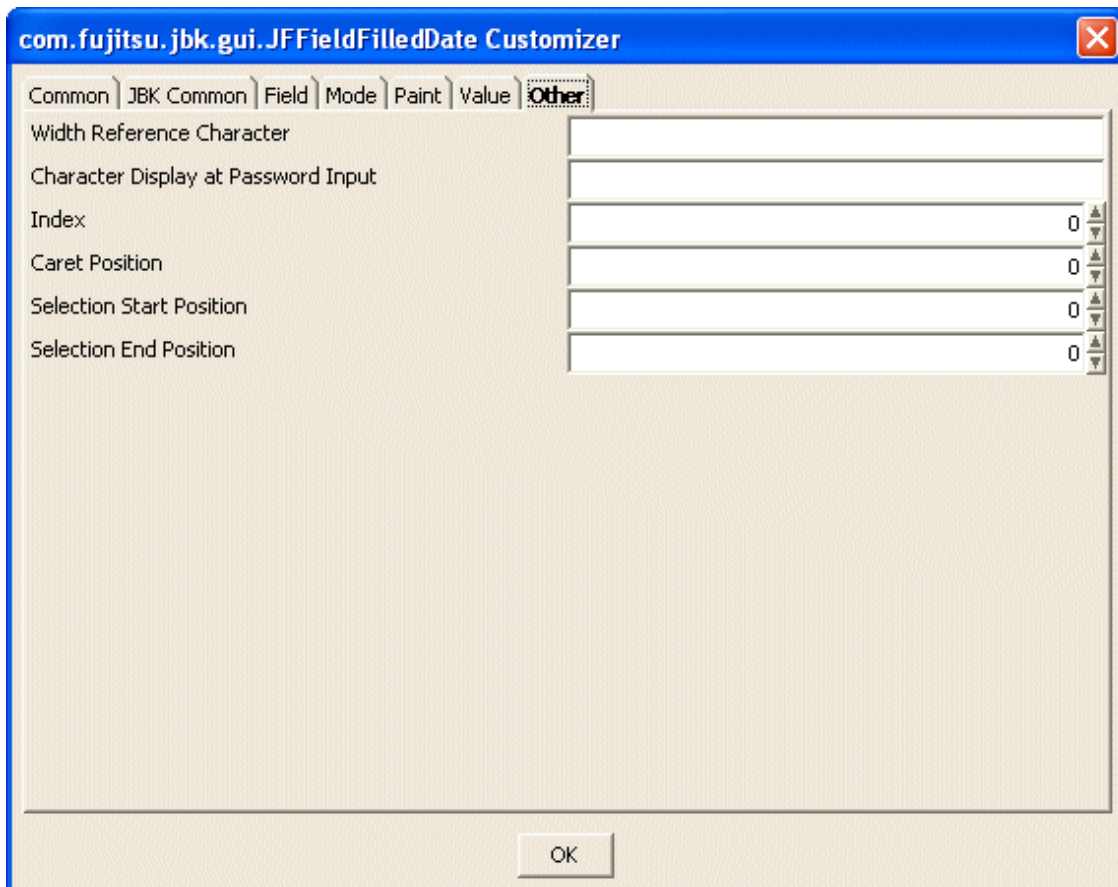 com.fujitsu.jbk.gui.JFFieldFilledDate Customizer
Common JBK Common Field Mode Paint Value Other
Width Reference Character
Character Display at Password Input
Index 0
Caret Position 0
Selection Start Position 0
Selection End Position 0
OK